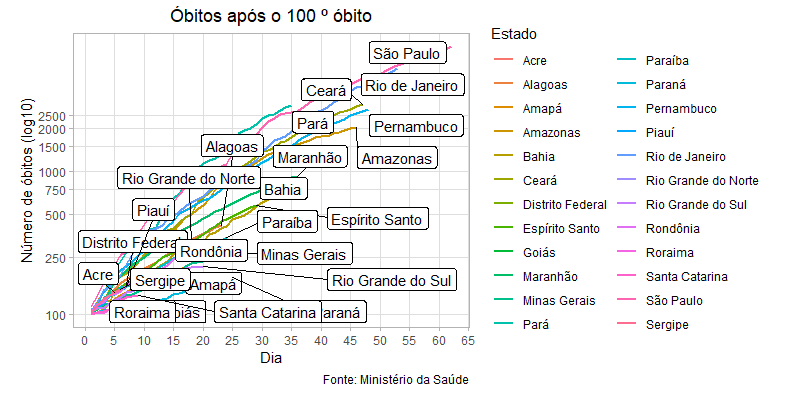 Óbitos após o 100 º óbito
Número de óbitos (log10)
2500
2000
1500
1000
750
500
250
100
São Paulo
Rio de Janeiro
Ceará
Pará
Pernambuco
Alagoas
Maranhão
Amazonas
Rio Grande do Norte
Bahia
Piauí
Paraíba
Espírito Santo
Distrito Federal
Rondônia
Minas Gerais
Acre
Sergipe
Amapá
Rio Grande do Sul
Roraima
iás
Santa Catarina
araná
0 5 10 15 20 25 30 35 40 45 50 55 60 65
Dia
Fonte: Ministério da Saúde
Estado
Acre
Alagoas
Amapá
Amazonas
Bahia
Ceará
Distrito Federal
Espírito Santo
Goiás
Maranhão
Minas Gerais
Pará
Paraíba
Paraná
Pernambuco
Piauí
Rio de Janeiro
Rio Grande do Norte
Rio Grande do Sul
Rondônia
Roraima
Santa Catarina
São Paulo
Sergipe